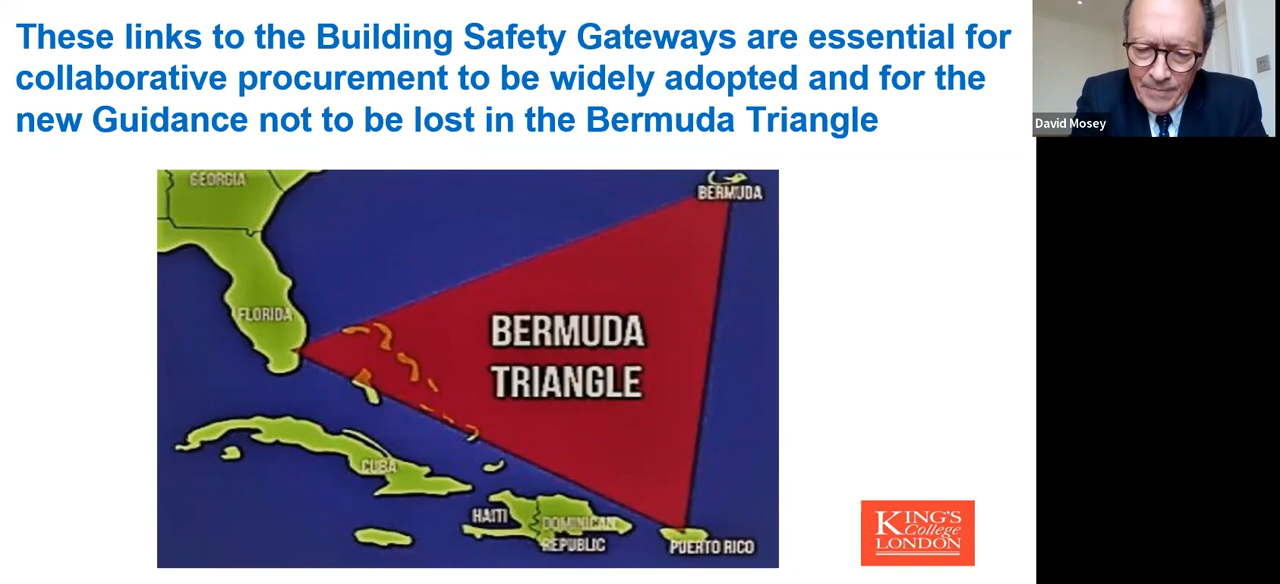 These links to the Building Safety Gateways are essential for
collaborative procurement to be widely adopted and for the
new Guidance not to be lost in the Bermuda Triangle
David Mosey
GEORGIA
BERMUDA
FLORIDA
BERMUDA
TRIANGLE
CUBA
HAITI
DOMINICAN
REPUBLIC
PUERTO RICO
KING'S
College
LONDON